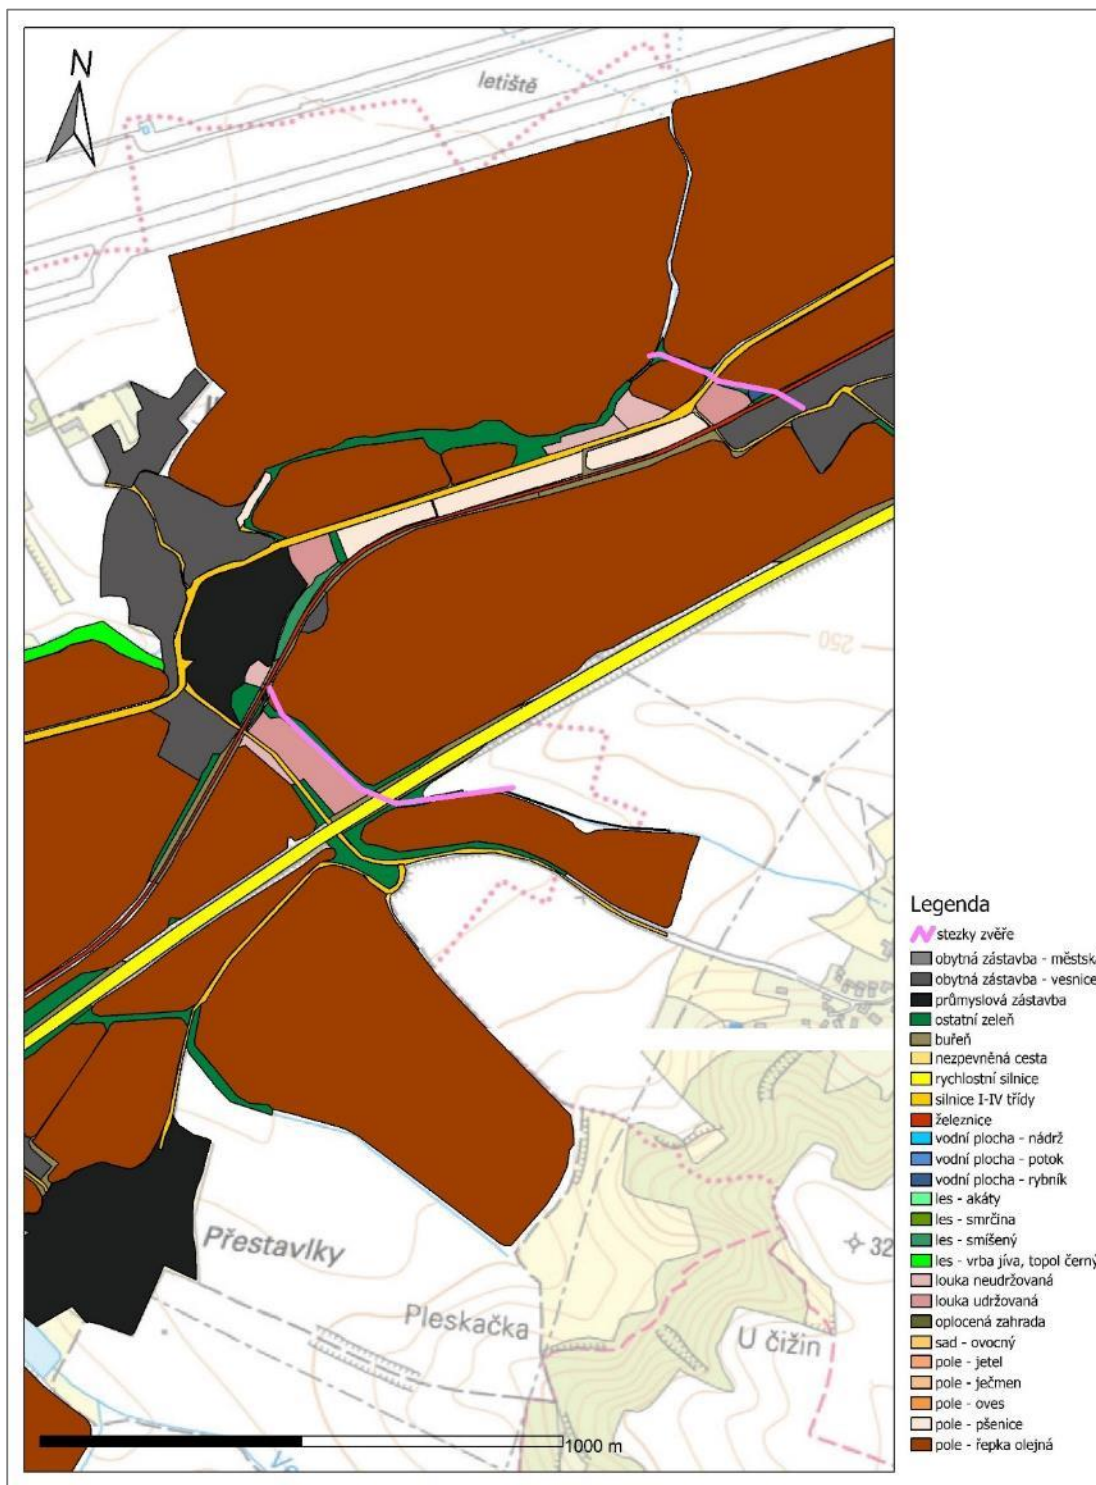 N
letiště
250
Legenda
stezky zvěře
obytná zástavba - městská
obytná zástavba - vesnice
průmyslová zástavba
ostatní zeleň
buřeň
nezpevněná cesta
rychlostní silnice
silnice I-IV třídy
železnice
vodní plocha - nádrž
vodní plocha - potok
vodní plocha - rybník
les - akáty
les - smrčina
les - smíšený
les - vrba jíva, topol černý
louka neudržovaná
louka udržovaná
oplocená zahrada
sad - ovocný
pole - jetel
pole - ječmen
pole - oves
pole - pšenice
pole - řepka olejná
Přestavlky
32
Pleskačka
U čižin
1000 m